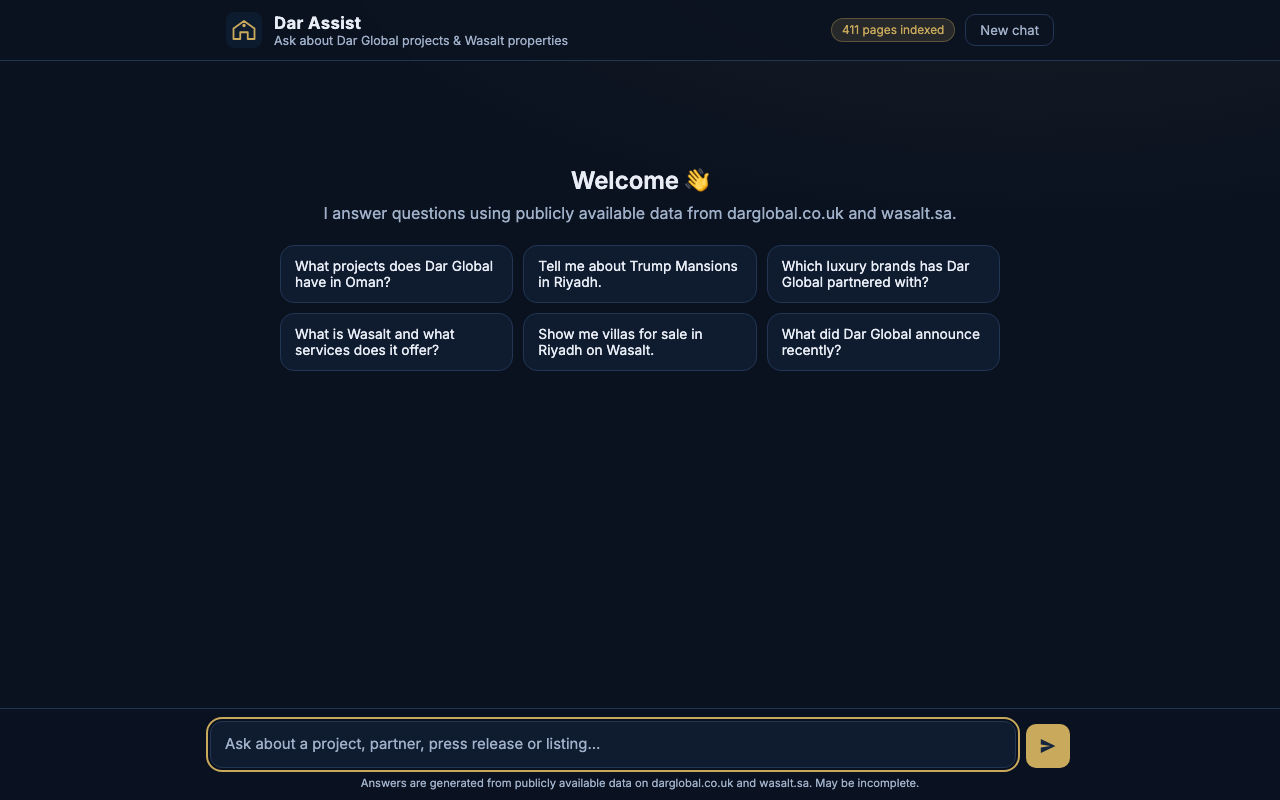 Dar Assist
Ask about Dar Global projects & Wasalt properties
411 pages indexed
New chat
Welcome 👋
I answer questions using publicly available data from darglobal.co.uk and wasalt.sa.
What projects does Dar Global
have in Oman?
Tell me about Trump Mansions
in Riyadh.
Which luxury brands has Dar
Global partnered with?
What is Wasalt and what
services does it offer?
Show me villas for sale in
Riyadh on Wasalt.
What did Dar Global announce
recently?
Ask about a project, partner, press release or listing...
Answers are generated from publicly available data on darglobal.co.uk and wasalt.sa. May be incomplete.